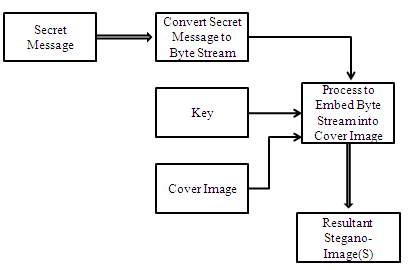 Secret
Message
Convert Secret
Message to
Byte Stream
Key
Cover Image
Process to
Embed Byte
Stream into
Cover Image
Resultant
Stegano-
Image(S)